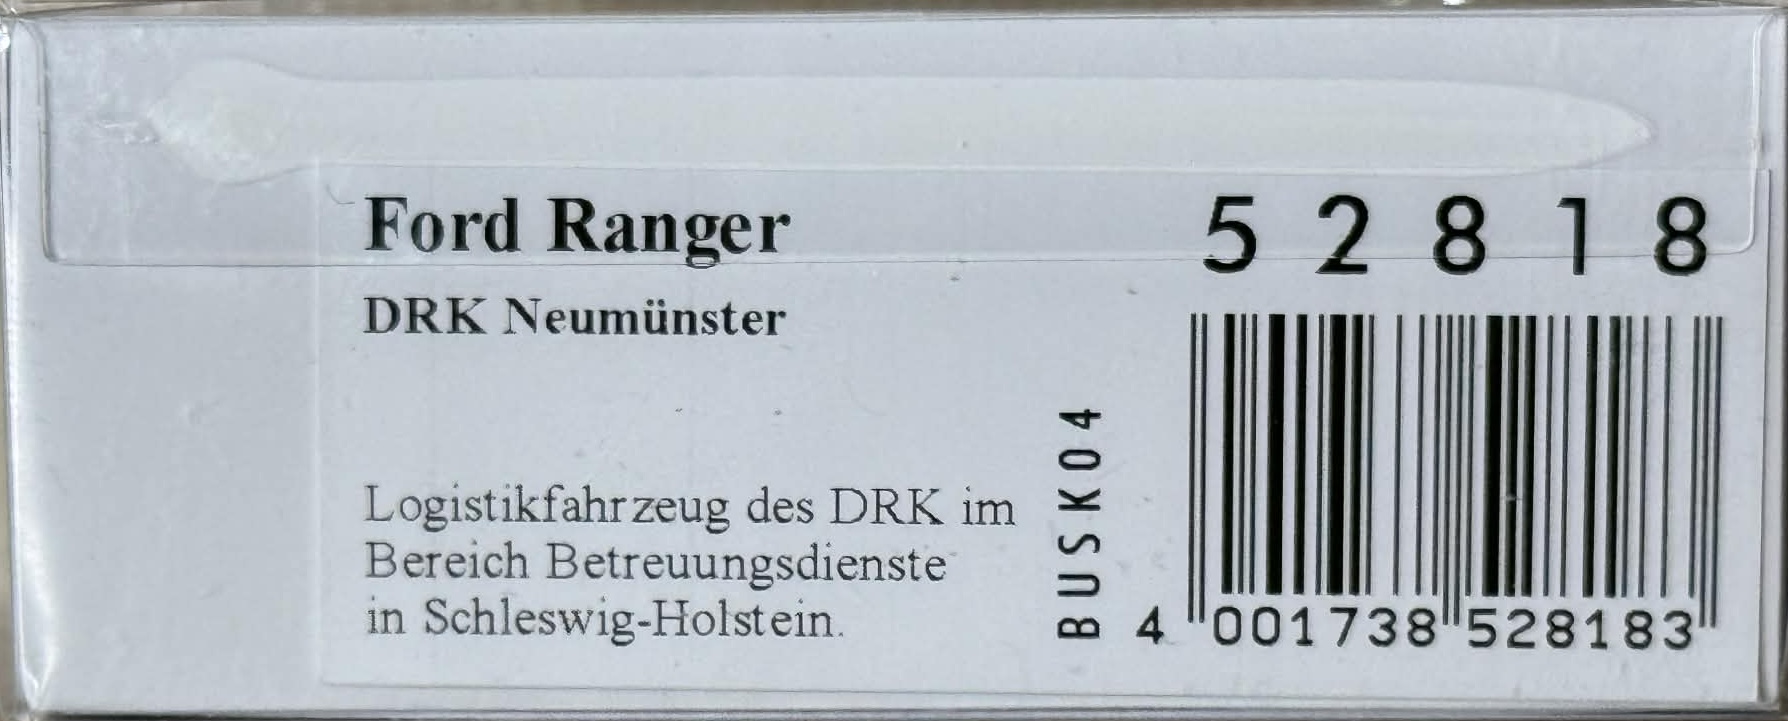 Ford Ranger
DRK Neumünster
Logistikfahrzeug des DRK im
Bereich Betreuungsdienste
in Schleswig-Holstein.
52818
BUSK04
4 001738 528183